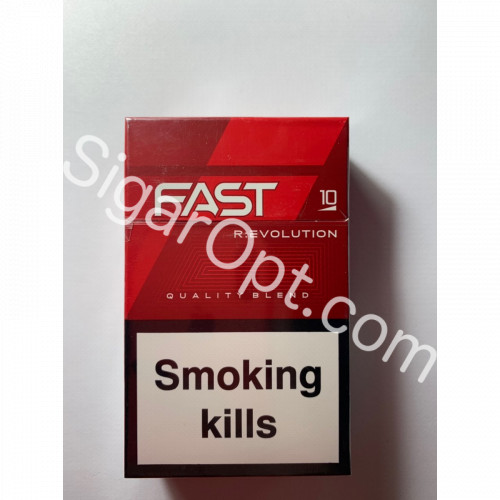 FAST
10
R:EVOLUTION
QUALITY BLEND
Smoking
kills
SigarOpt.com